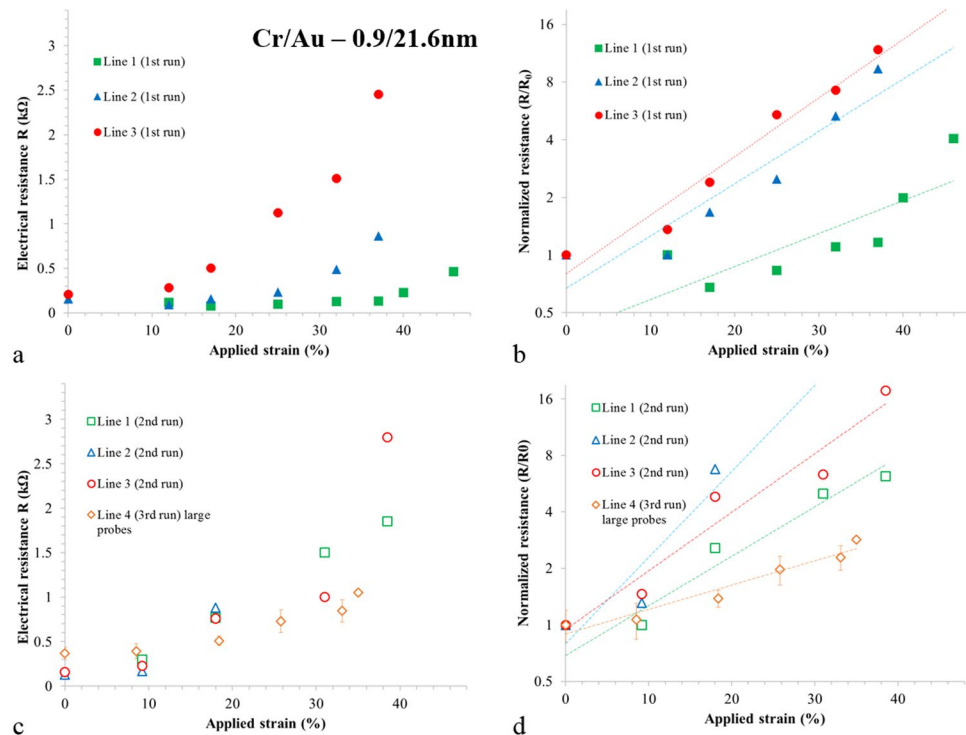 Cr/Au – 0.9/21.6nm
Electrical resistance R (kΩ)
3
2.5
2
1.5
1
0.5
0
Line 1 (1st run)
Line 2 (1st run)
Line 3 (1st run)
0 20 40
Applied strain (%)
a
Normalized resistance (R/R0)
16
8
4
2
1
0.5
Line 1 (1st run)
Line 2 (1st run)
Line 3 (1st run)
0 20 40
Applied strain (%)
b
Electrical resistance R (kΩ)
3
2.5
2
1.5
1
0.5
0
Line 1 (2nd run)
Line 2 (2nd run)
Line 3 (2nd run)
Line 4 (3rd run) large
probes
0 10 20 30 40
Applied strain (%)
c
Normalized resistance (R/R0)
16
8
4
2
1
0.5
Line 1 (2nd run)
Line 2 (2nd run)
Line 3 (2nd run)
Line 4 (3rd run)
large probes
0 10 20 30 40
Applied strain (%)
d